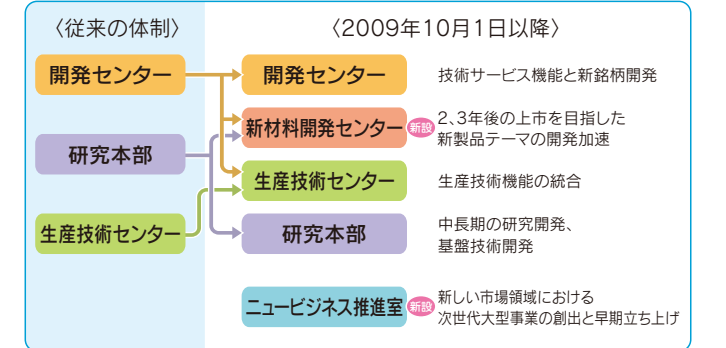 〈従来の体制〉
〈2009年10月1日以降〉
開発センター
開発センター
技術サービス機能と新銘柄開発
新材料開発センター
新設
2、3年後の上市を目指した
新製品テーマの開発加速
研究本部
生産技術センター
生産技術機能の統合
生産技術センター
研究本部
中長期の研究開発、
基盤技術開発
ニュービジネス推進室
新設
新しい市場領域における
次世代大型事業の創出と早期立ち上げ